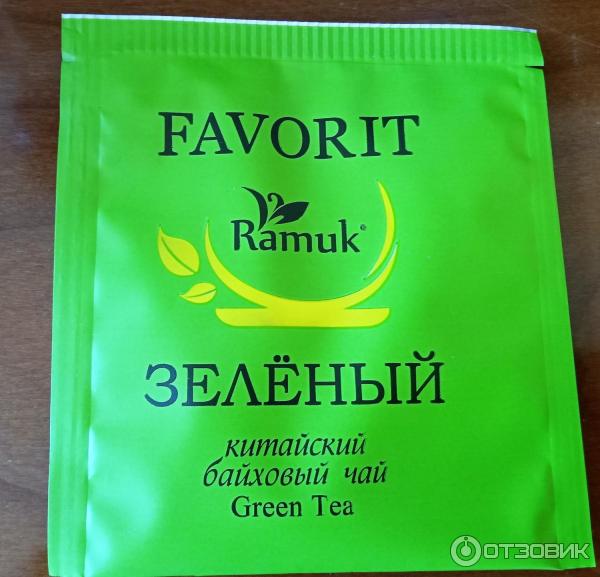 FAVORIT
Ramuk®
ЗЕЛЁНЫЙ
китайский
байховый чай
Green Tea
ОТЗОВИК